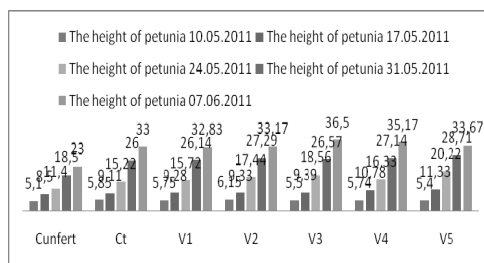 The height of petunia 10.05.2011 The height of petunia 17.05.2011
The height of petunia 24.05.2011 The height of petunia 31.05.2011
The height of petunia 07.06.2011
5,1 8,5 11,4 18,5 23
5,85 9,11 15,22 26 33
5,75 9,28 15,72 26,14 32,83
6,15 9,33 17,44 27,29 33,17
9,39 18,56 26,57 36,5
5,74 10,78 16,33 27,14 35,17
5,4 11,33 20,22 28,71 33,67
Cunfert Ct V1 V2 V3 V4 V5